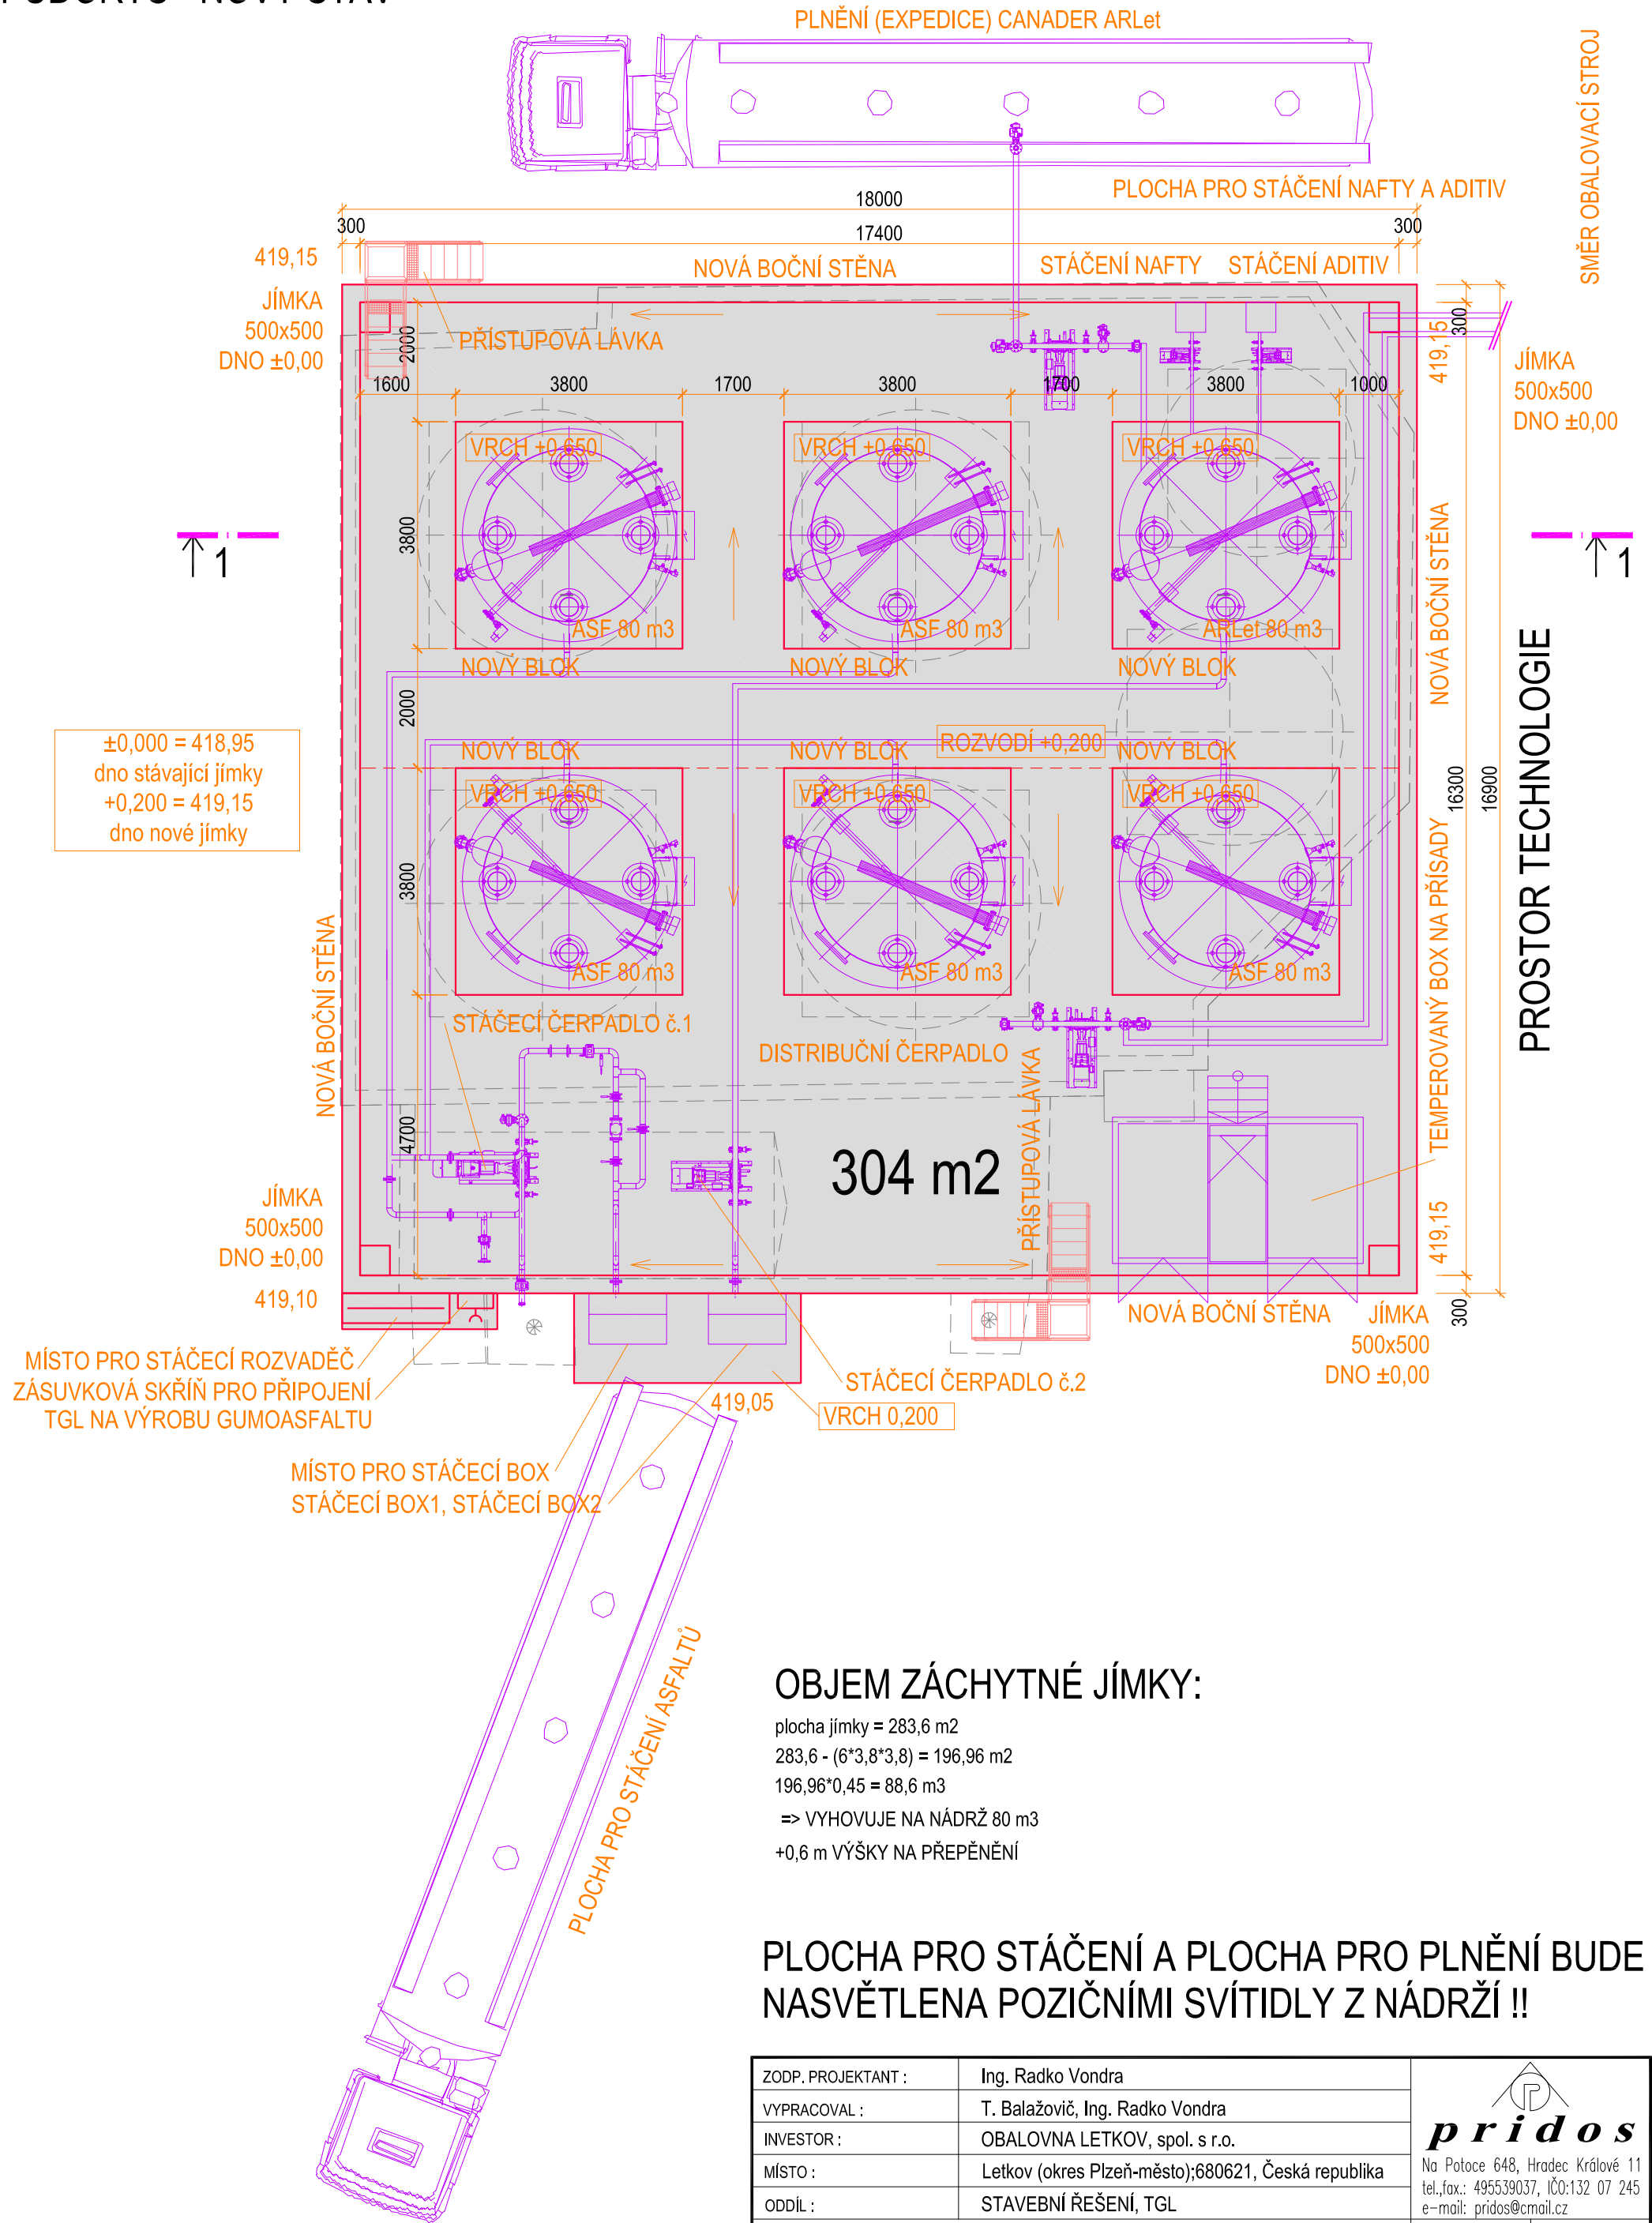 PLNĚNÍ (EXPEDICE) CANADER ARLet
SMĚR OBALOVACÍ STROJ
PLOCHA PRO STÁČENÍ NAFTY A ADITIV
18000
300
17400
300
419,15
NOVÁ BOČNÍ STĚNA
STÁČENÍ NAFTY
STÁČENÍ ADITIV
JÍMKA
500x500
DNO ±0,00
PŘÍSTUPOVÁ LÁVKA
2000
300
419,15
JÍMKA
500x500
DNO ±0,00
1600
3800
1700
3800
1700
3800
1000
VRCH +0,650
VRCH +0,650
VRCH +0,650
3800
1
1
NOVÁ BOČNÍ STĚNA
ASF 80 m3
ASF 80 m3
ARLet 80 m3
NOVÝ BLOK
NOVÝ BLOK
NOVÝ BLOK
2000
PROSTOR TECHNOLOGIE
±0,000 = 418,95
dno stávající jímky
+0,200 = 419,15
dno nové jímky
NOVÝ BLOK
NOVÝ BLOK
ROZVODÍ +0,200
NOVÝ BLOK
VRCH +0,650
VRCH +0,650
VRCH +0,650
16300
16900
3800
TEMPEROVANÝ BOX NA PŘÍSADY
NOVÁ BOČNÍ STĚNA
ASF 80 m3
ASF 80 m3
ASF 80 m3
STÁČECÍ ČERPADLO č.1
DISTRIBUČNÍ ČERPADLO
PŘÍSTUPOVÁ LÁVKA
4700
304 m2
JÍMKA
500x500
DNO ±0,00
419,15
419,10
NOVÁ BOČNÍ STĚNA
300
JÍMKA
500x500
DNO ±0,00
MÍSTO PRO STÁČECÍ ROZVADĚČ
ZÁSUVKOVÁ SKŘÍŇ PRO PŘIPOJENÍ
TGL NA VÝROBU GUMOASFALTU
STÁČECÍ ČERPADLO č.2
419,05
VRCH 0,200
MÍSTO PRO STÁČECÍ BOX
STÁČECÍ BOX1, STÁČECÍ BOX2
PLOCHA PRO STÁČENÍ ASFALTŮ
OBJEM ZÁCHYTNÉ JÍMKY:
plocha jímky = 283,6 m2
283,6 - (6*3,8*3,8) = 196,96 m2
196,96*0,45 = 88,6 m3
=> VYHOVUJE NA NÁDRŽ 80 m3
+0,6 m VÝŠKY NA PŘEPĚNĚNÍ
PLOCHA PRO STÁČENÍ A PLOCHA PRO PLNĚNÍ BUDE
NASVĚTLENA POZIČNÍMI SVÍTIDLY Z NÁDRŽÍ !!
ZODP. PROJEKTANT : Ing. Radko Vondra
VYPRACOVAL : T. Balažovič, Ing. Radko Vondra
INVESTOR : OBALOVNA LETKOV, spol. s r.o.
MÍSTO : Letkov (okres Plzeň-město);680621, Česká republika
ODDÍL : STAVEBNÍ ŘEŠENÍ, TGL
pridos
Na Potoce 648, Hradec Králové 11
tel.,fax.: 495539037, IČO:132 07 245
e-mail: pridos@cmail.cz